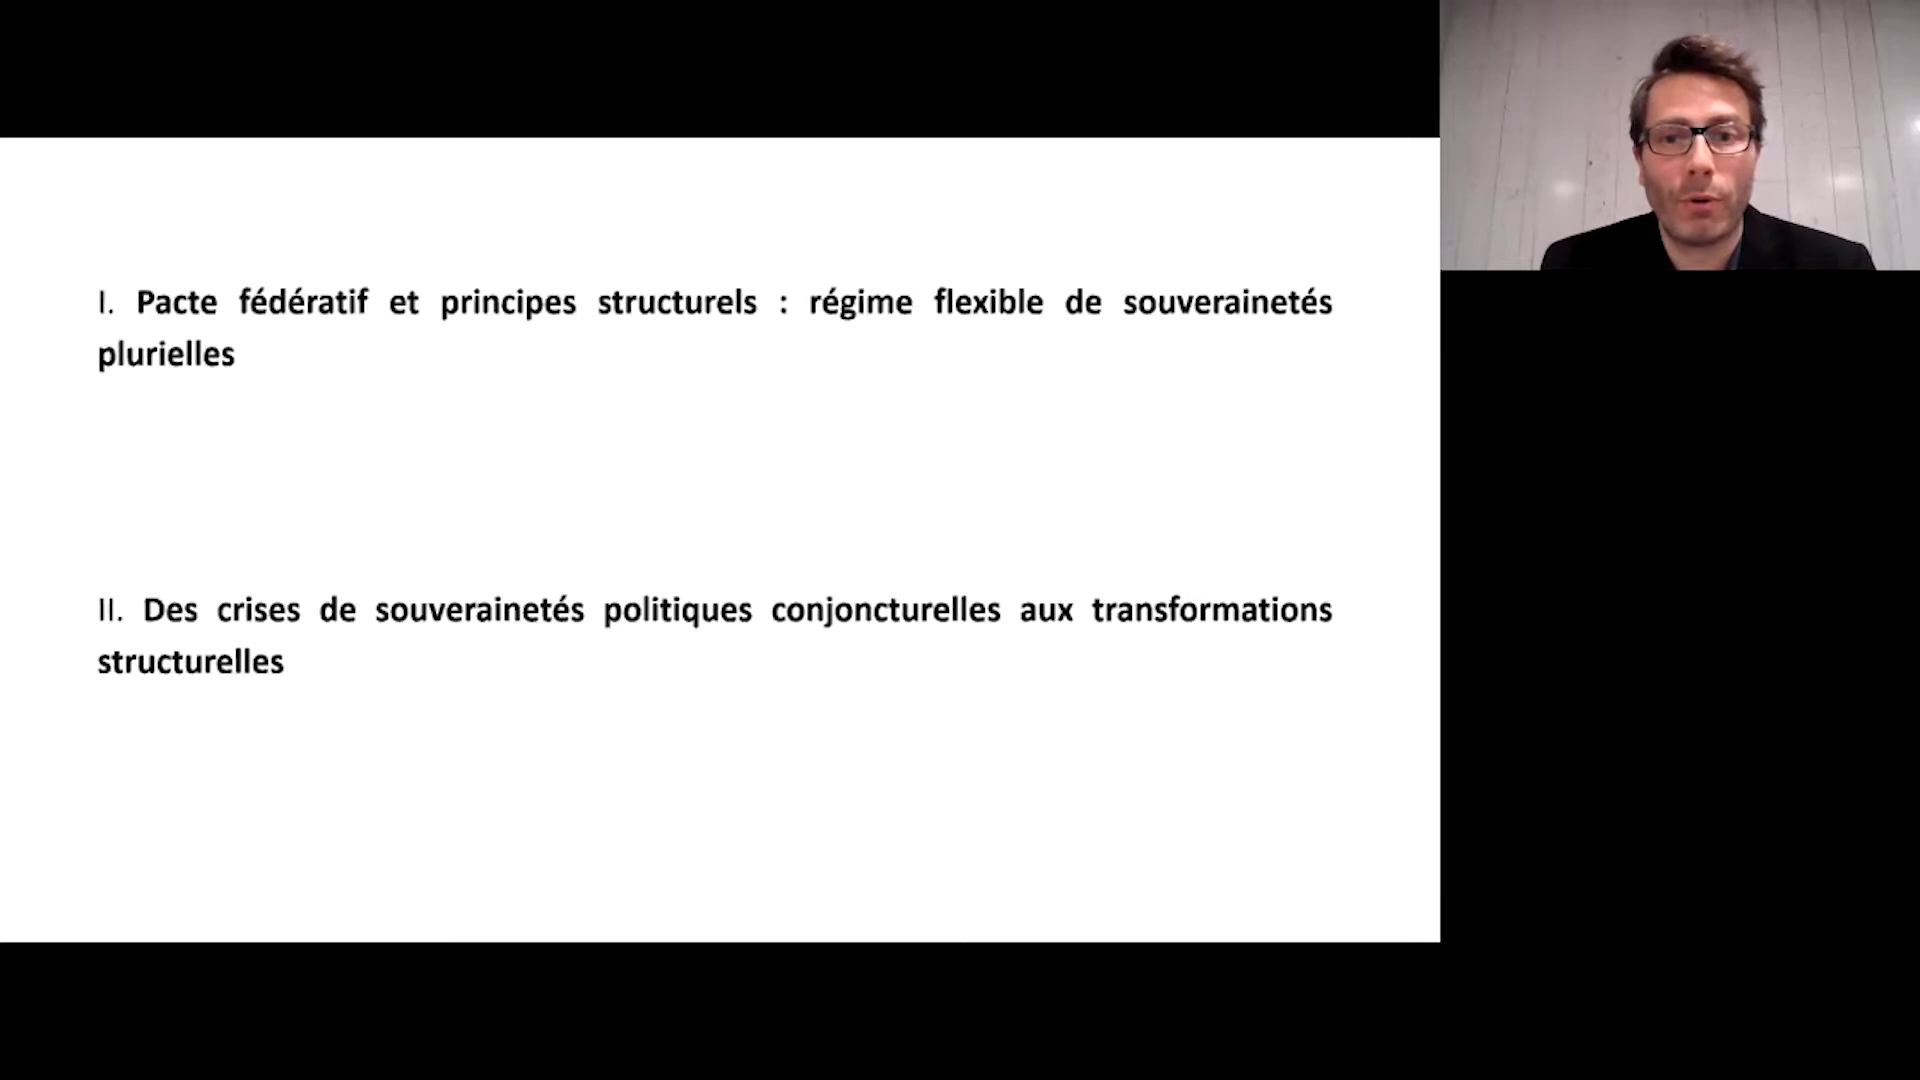 I. Pacte fédératif et principes structurels : régime flexible de souverainetés
plurielles
II. Des crises de souverainetés politiques conjoncturelles aux transformations
structurelles